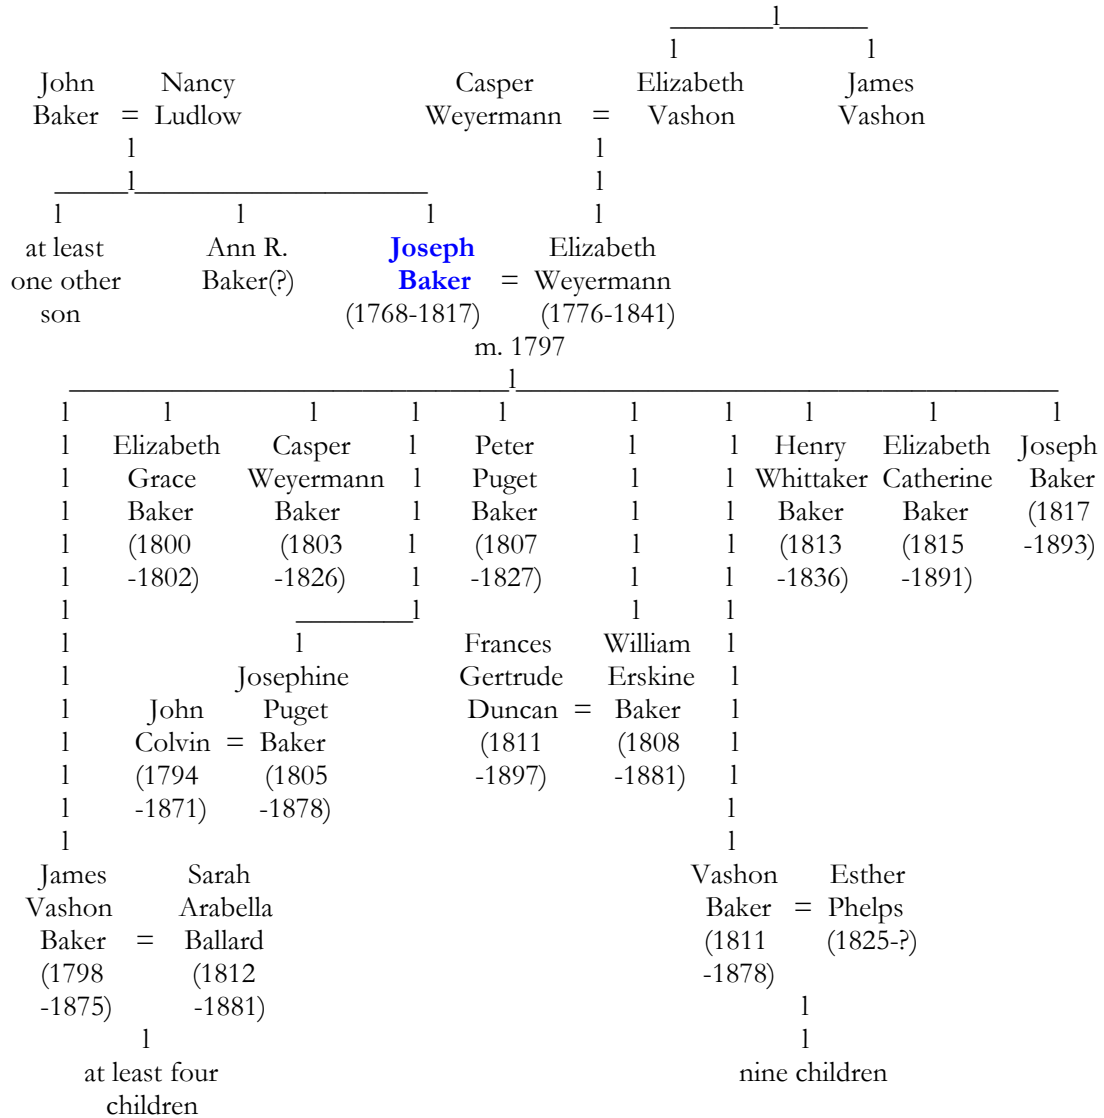 _______l______
l l
John Nancy Casper Elizabeth James
Baker = Ludlow Weyermann = Vashon Vashon
l l
_____l____________________ l
l l l l
at least Ann R. Joseph Elizabeth
one other Baker(?) Baker = Weyermann
son (1768-1817) (1776-1841)
m. 1797
______________________________l_____________________________________
l l l l l l l l l l
l Elizabeth Casper l Peter l l Henry Elizabeth Joseph
l Grace Weyermann l Puget l l Whittaker Catherine Baker
l Baker Baker l Baker l l Baker Baker (1817
l (1800 (1803 l (1807 l l (1813 (1815 -1893)
l -1802) -1826) l -1827) l l -1836) -1891)
l ________l l l
l l Frances William l
l Josephine Gertrude Erskine l
l John Puget Duncan = Baker l
l Colvin = Baker (1811 (1808 l
l (1794 (1805 -1897) -1881) l
l -1871) -1878) l
l l
James Sarah Vashon Esther
Vashon Arabella Baker = Phelps
Baker = Ballard (1811 (1825-?)
(1798 (1812 -1878)
-1875) -1881) l
l l
at least four nine children
children